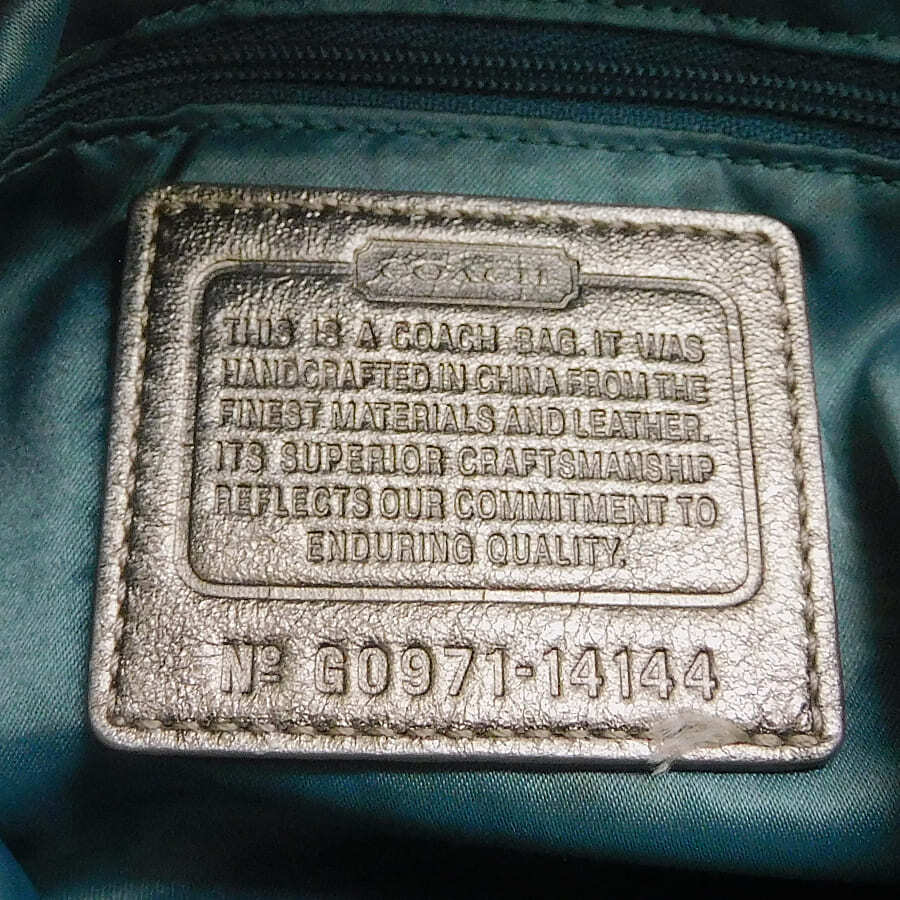 COACH
THIS IS A COACH BAG. IT WAS
HANDCRAFTED IN CHINA FROM THE
FINEST MATERIALS AND LEATHER.
ITS SUPERIOR CRAFTSMANSHIP
REFLECTS OUR COMMITMENT TO
ENDURING QUALITY.
Nº G0971-14144